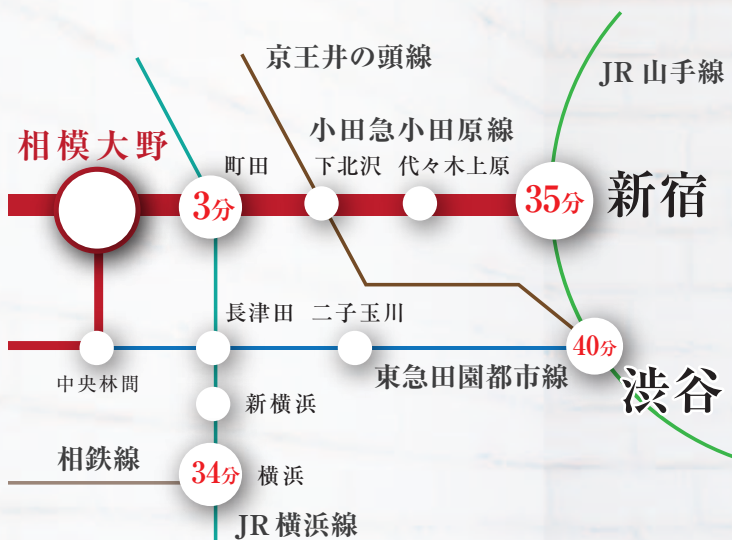 京王井の頭線
JR 山手線
小田急小田原線
相模大野
町田
下北沢
代々木上原
3分
35分
新宿
長津田
二子玉川
40分
中央林間
東急田園都市線
渋谷
新横浜
相鉄線
34分
横浜
JR 横浜線